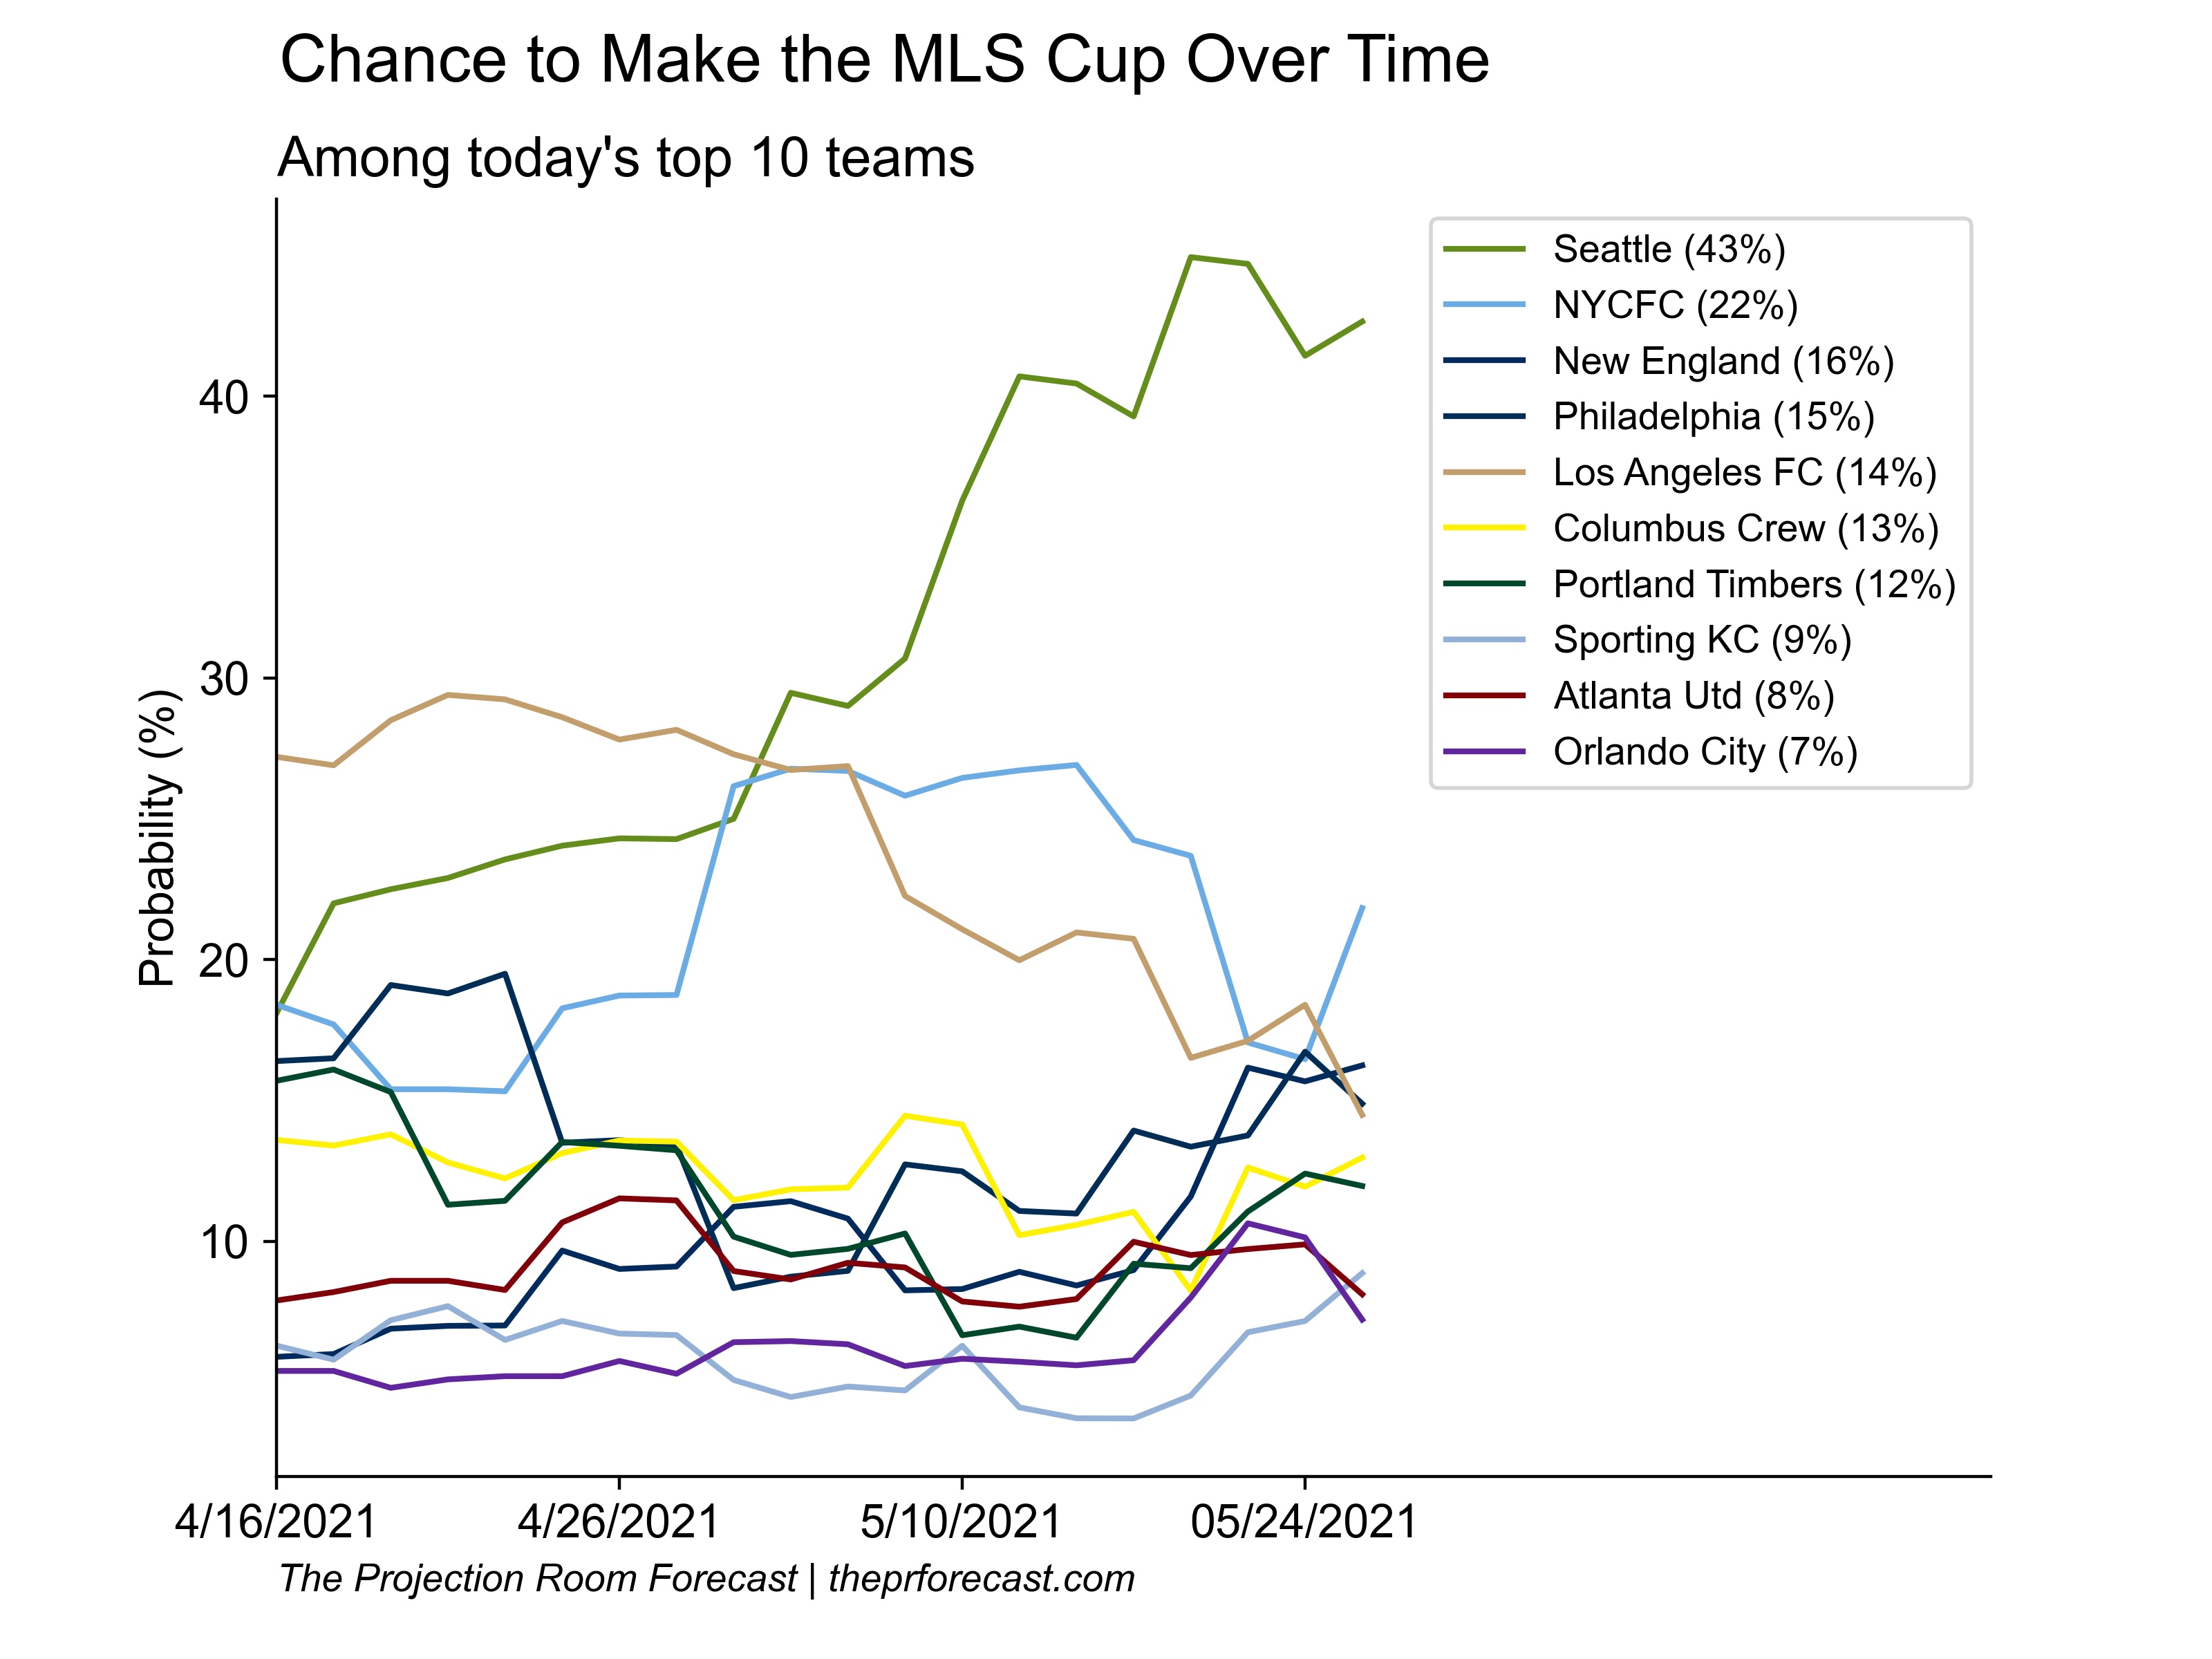 Chance to Make the MLS Cup Over Time
Among today's top 10 teams
Seattle (43%)
NYCFC (22%)
New England (16%)
Philadelphia (15%)
Los Angeles FC (14%)
Columbus Crew (13%)
Portland Timbers (12%)
Sporting KC (9%)
Atlanta Utd (8%)
Orlando City (7%)
Probability (%)
40
30
20
10
4/16/2021 4/26/2021 5/10/2021 05/24/2021
The Projection Room Forecast | theprforecast.com